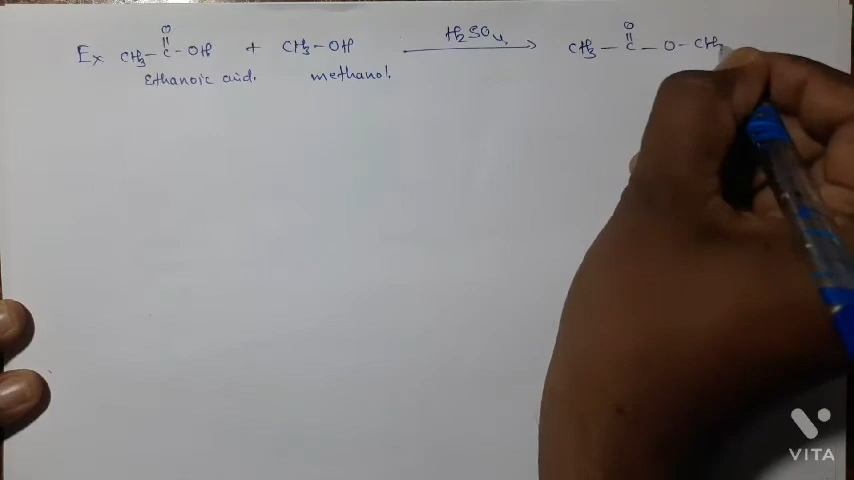 O O
Ex CH3-C-OH + CH3-OH H2SO4 CH3-C-O-CH3
Ethanoic acid. methanol.
VITA